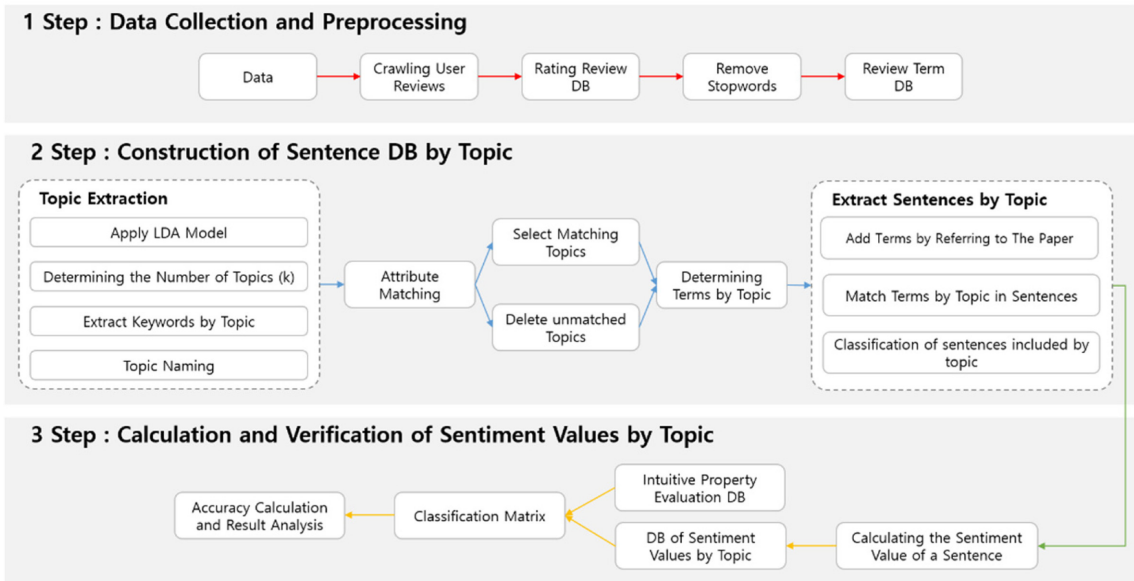 1 Step : Data Collection and Preprocessing
Data
Crawling User
Reviews
Rating Review
DB
Remove
Stopwords
Review Term
DB
2 Step : Construction of Sentence DB by Topic
Topic Extraction
Apply LDA Model
Determining the Number of Topics (k)
Extract Keywords by Topic
Topic Naming
Attribute
Matching
Select Matching
Topics
Delete unmatched
Topics
Determining
Terms by Topic
Extract Sentences by Topic
Add Terms by Referring to The Paper
Match Terms by Topic in Sentences
Classification of sentences included by
topic
3 Step : Calculation and Verification of Sentiment Values by Topic
Accuracy Calculation
and Result Analysis
Classification Matrix
Intuitive Property
Evaluation DB
DB of Sentiment
Values by Topic
Calculating the Sentiment
Value of a Sentence